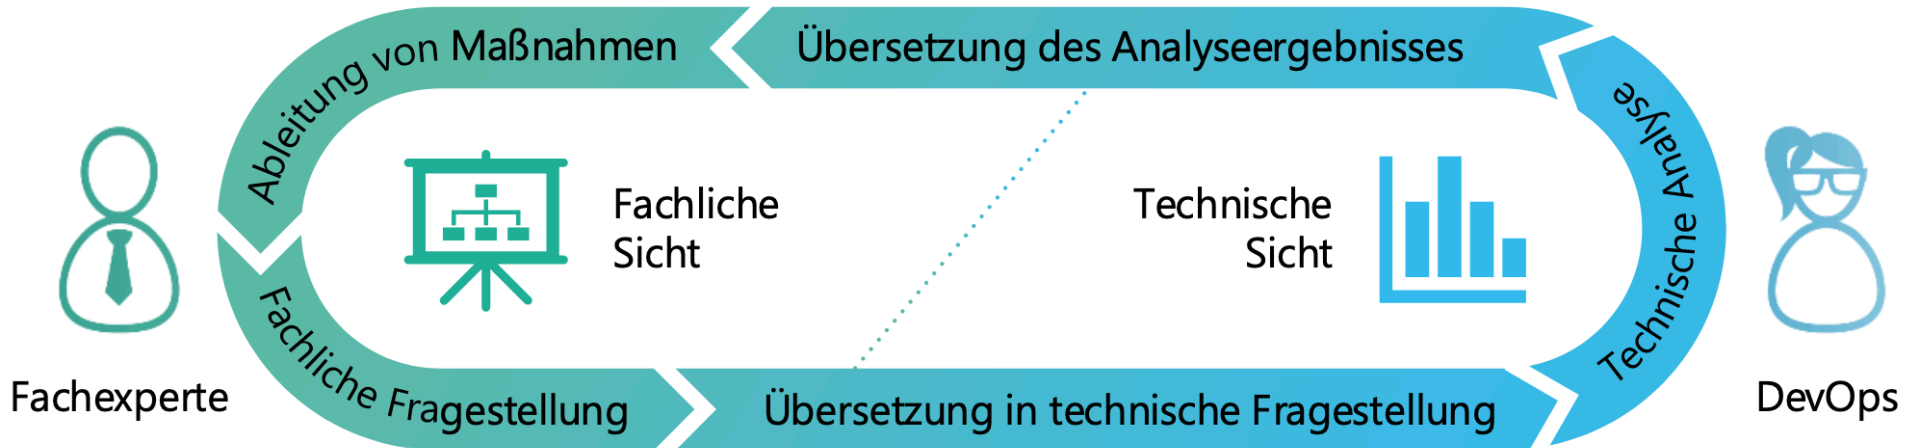 Ableitung von Maßnahmen
Übersetzung des Analyseergebnisses
Technische Analyse
Fachliche
Sicht
Technische
Sicht
Fachexperte
Fachliche Fragestellung
Übersetzung in technische Fragestellung
DevOps